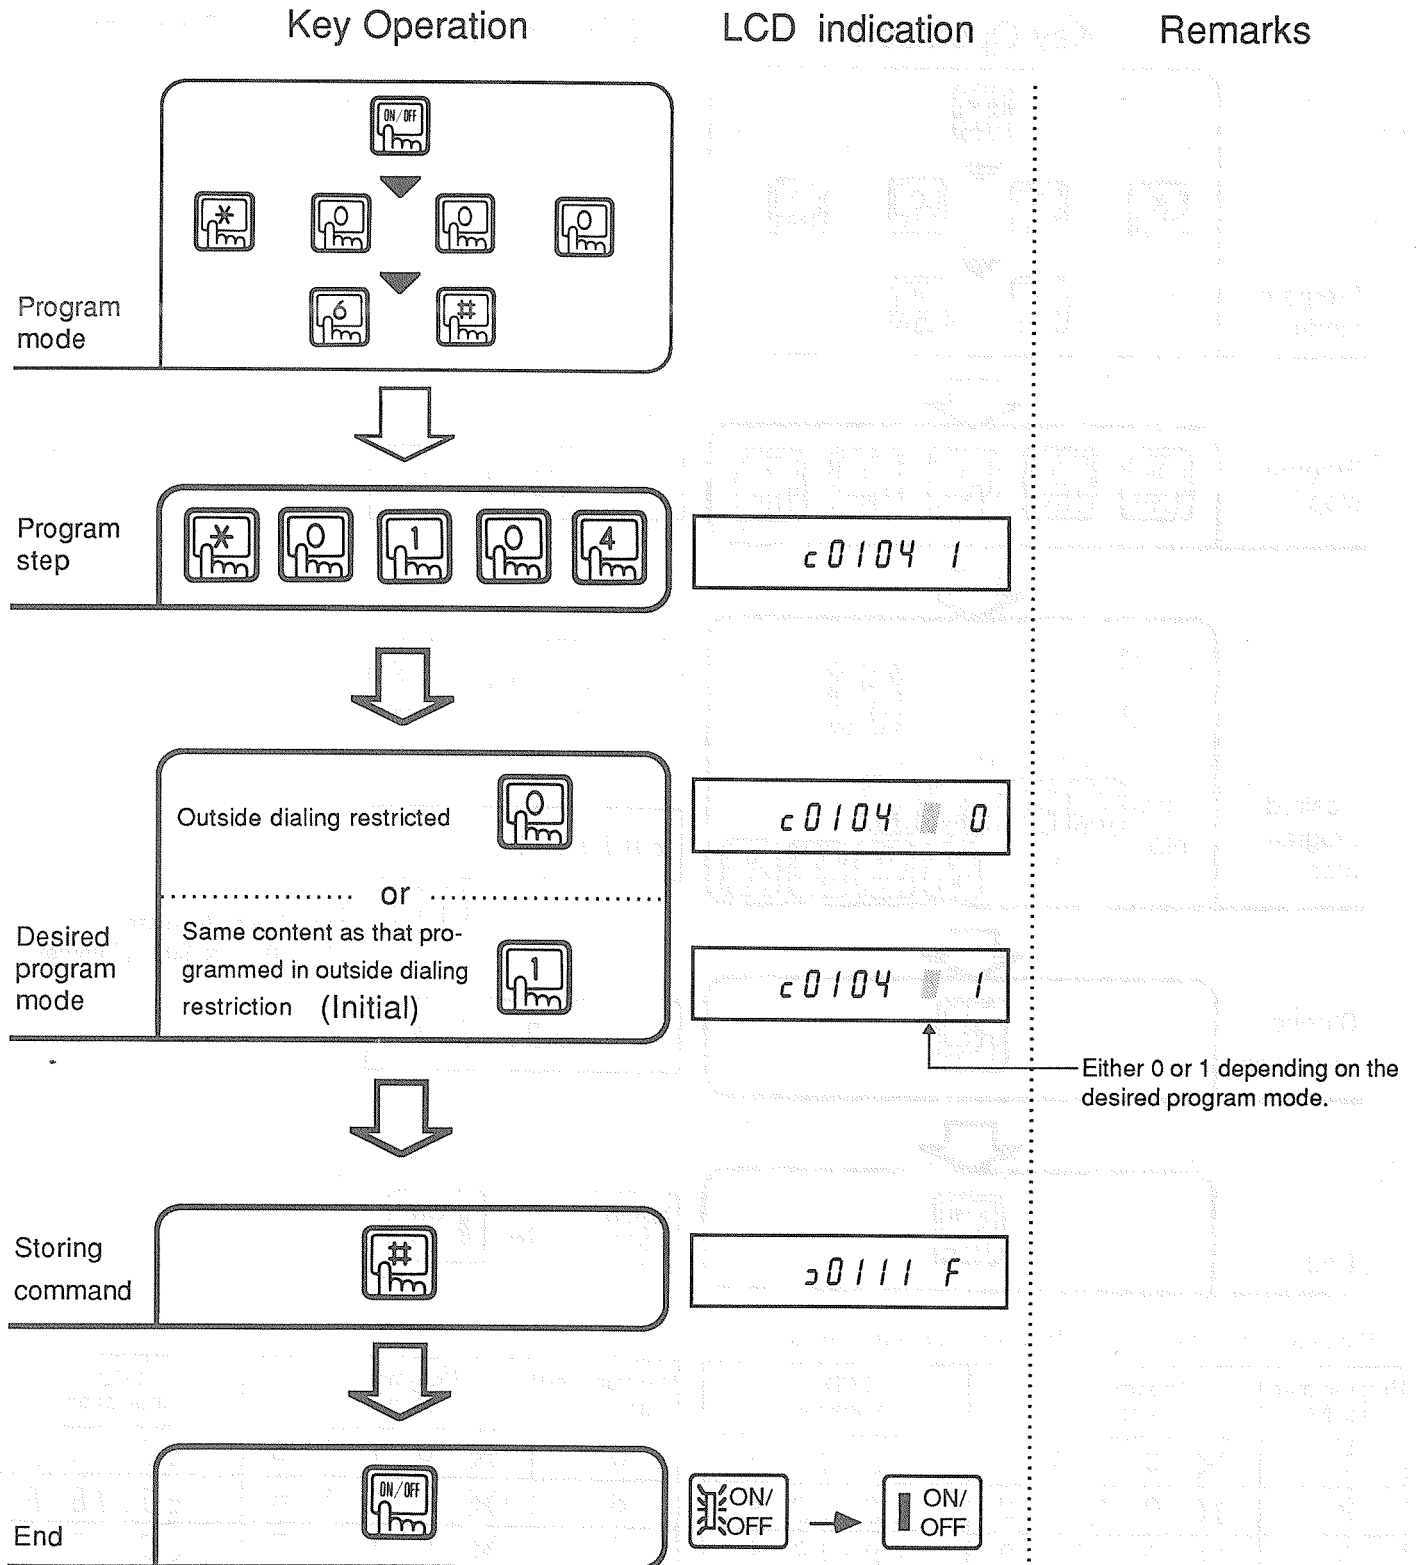 Key Operation LCD indication Remarks
ON/OFF
* 0 0 0
6 #
Program
mode
Program
step
* 0 1 0 4
c0104 1
Outside dialing restricted
0
c0104 0
or
Desired
program
mode
Same content as that pro-
grammed in outside dialing
restriction (Initial)
1
c0104 1
Either 0 or 1 depending on the
desired program mode.
Storing
command
#
ɔ0111 F
End
ON/OFF
ON/
OFF
ON/
OFF